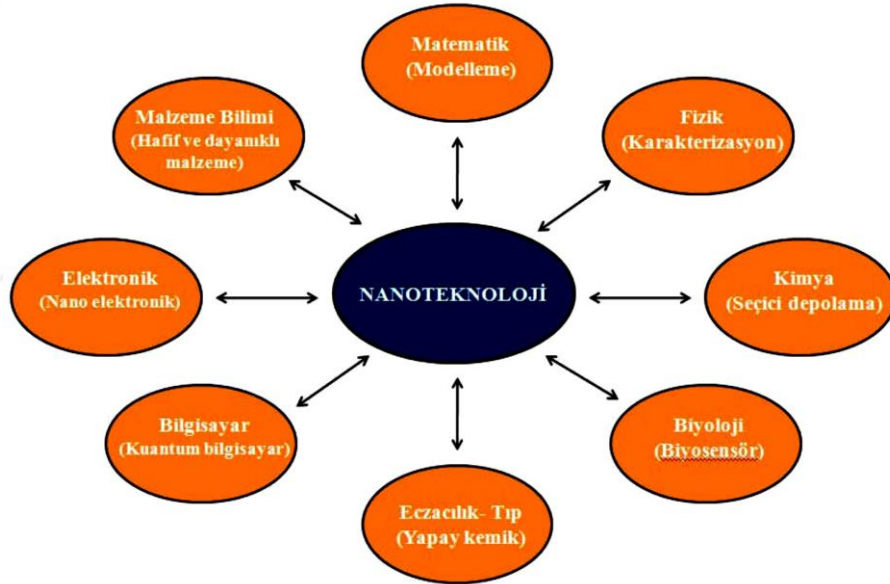 Matematik
(Modelleme)
Malzeme Bilimi
(Hafif ve dayanıklı
malzeme)
Fizik
(Karakterizasyon)
Elektronik
(Nano elektronik)
NANOTEKNOLOJİ
Kimya
(Seçici depolama)
Bilgisayar
(Kuantum bilgisayar)
Biyoloji
(Biyosensör)
Eczacılık- Tıp
(Yapay kemik)